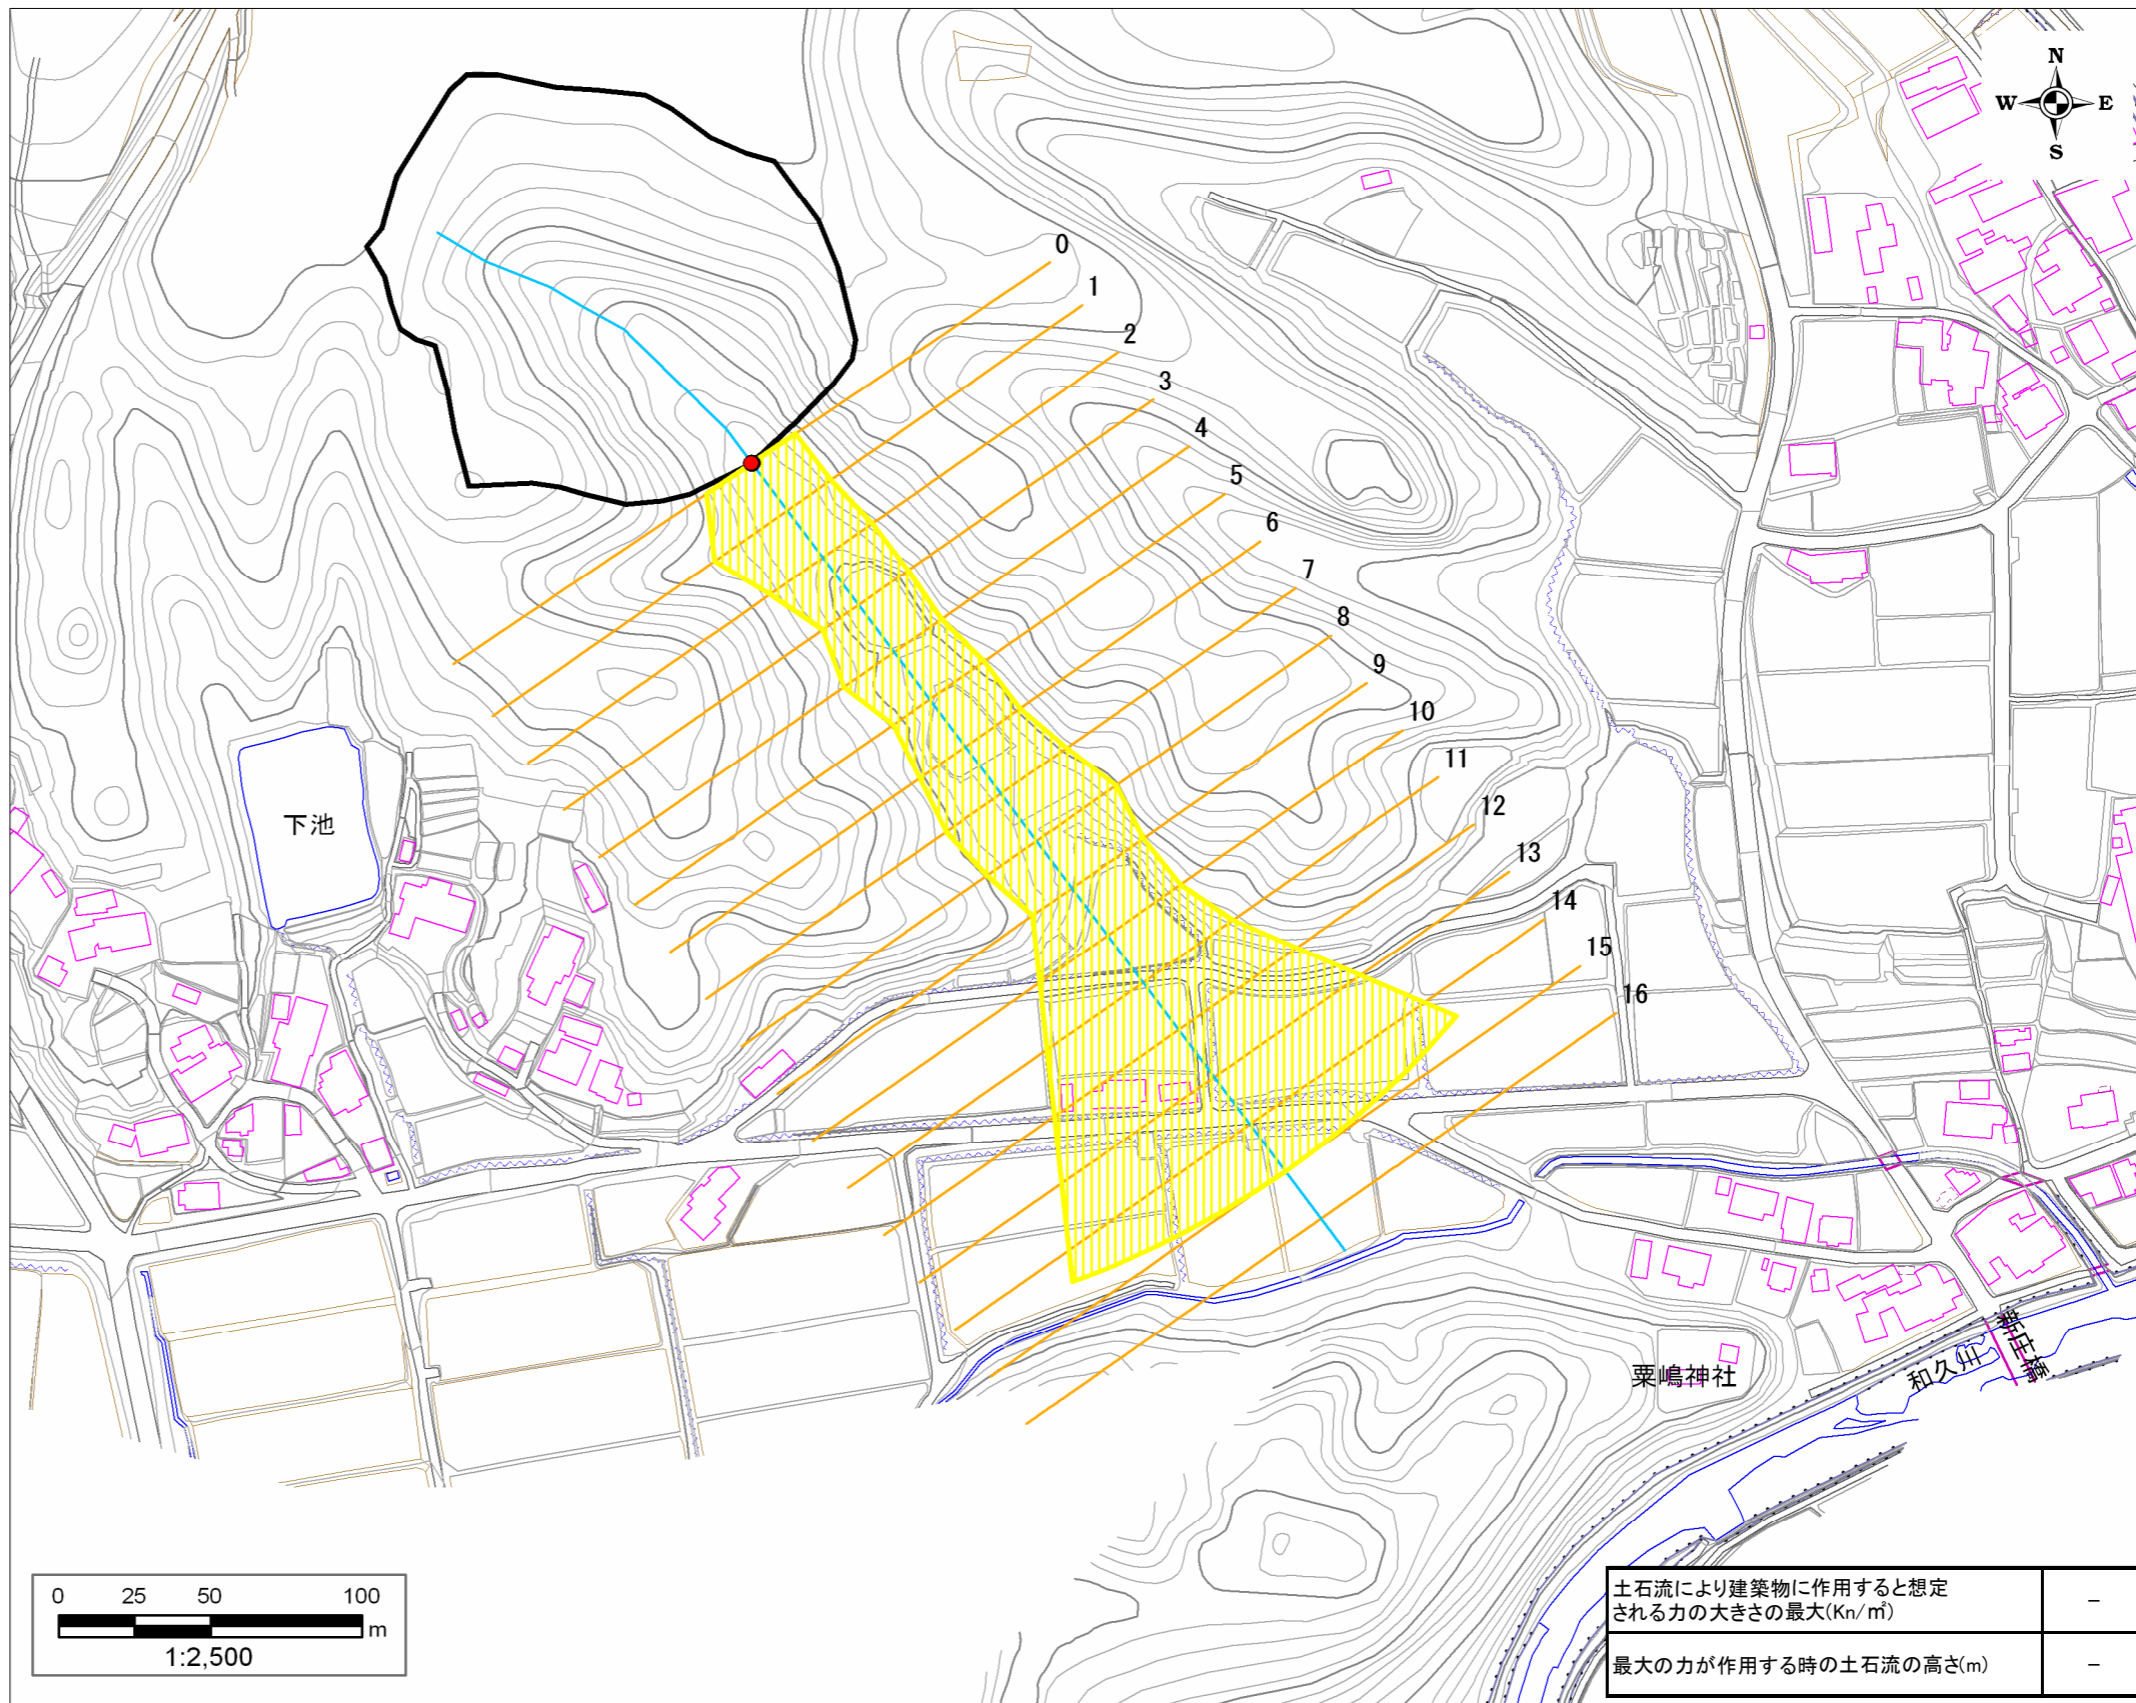 N
W E
S
0
1
2
3
4
5
6
7
8
9
10
11
12
13
14
15
16
下池
粟嶋神社
和久川
新庄橋
0 25 50 100
m
1:2,500
土石流により建築物に作用すると想定
される力の大きさの最大(Kn/㎡)
－
最大の力が作用する時の土石流の高さ(m)
－